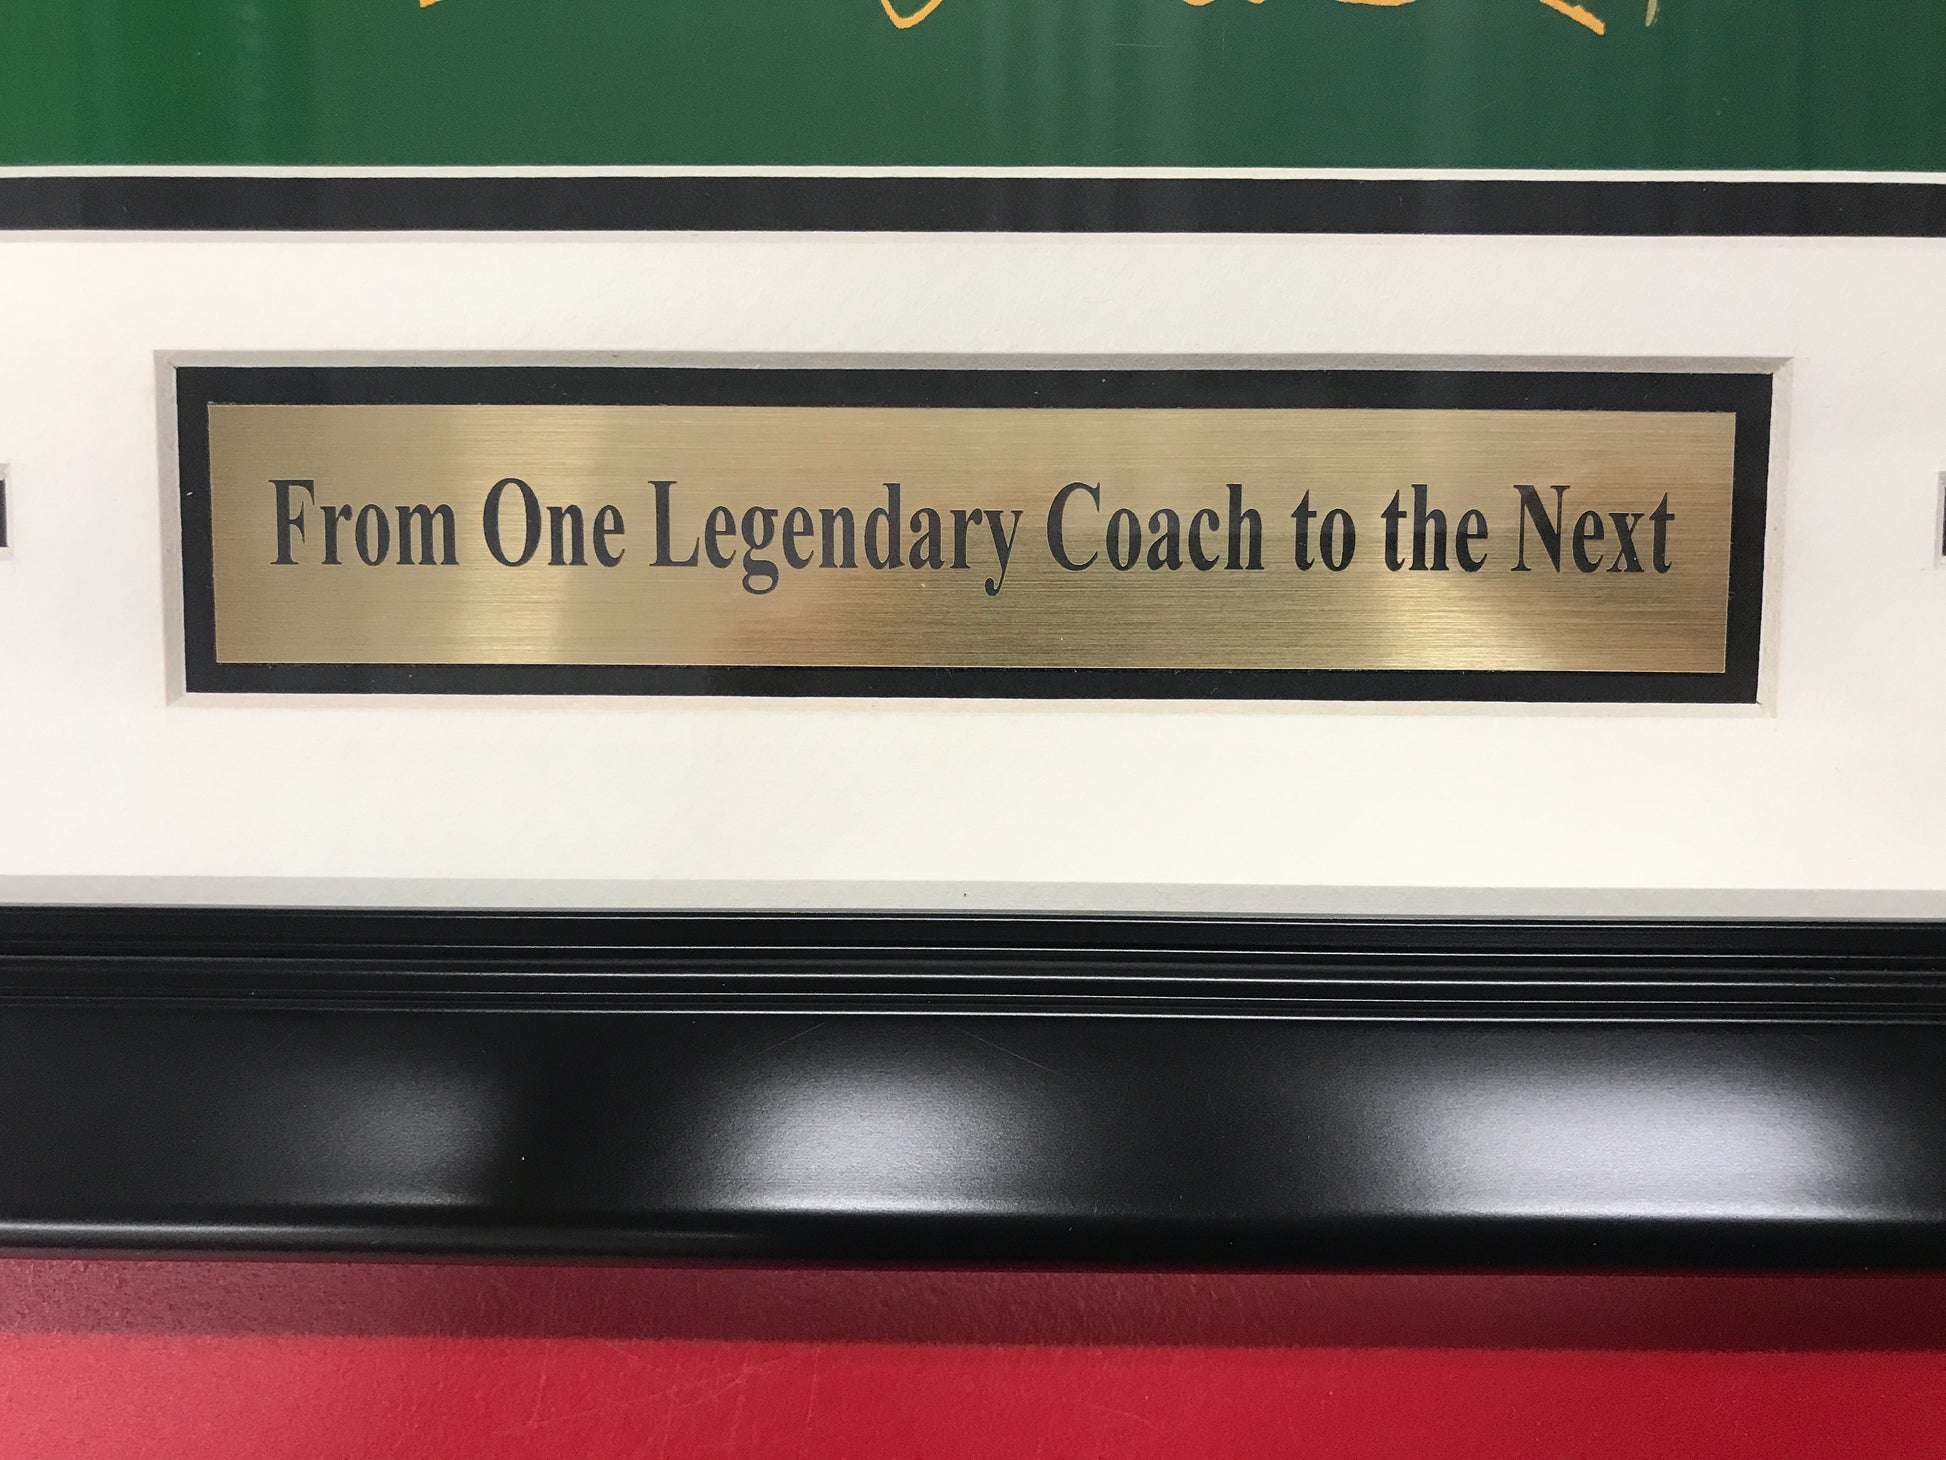 From One Legendary Coach to the Next